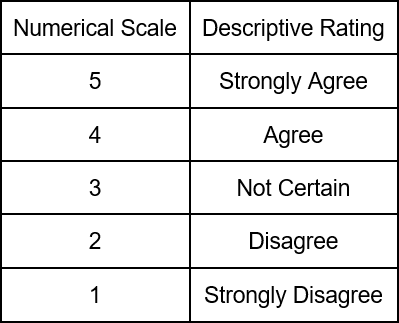 Numerical Scale Descriptive Rating
5 Strongly Agree
4 Agree
3 Not Certain
2 Disagree
1 Strongly Disagree